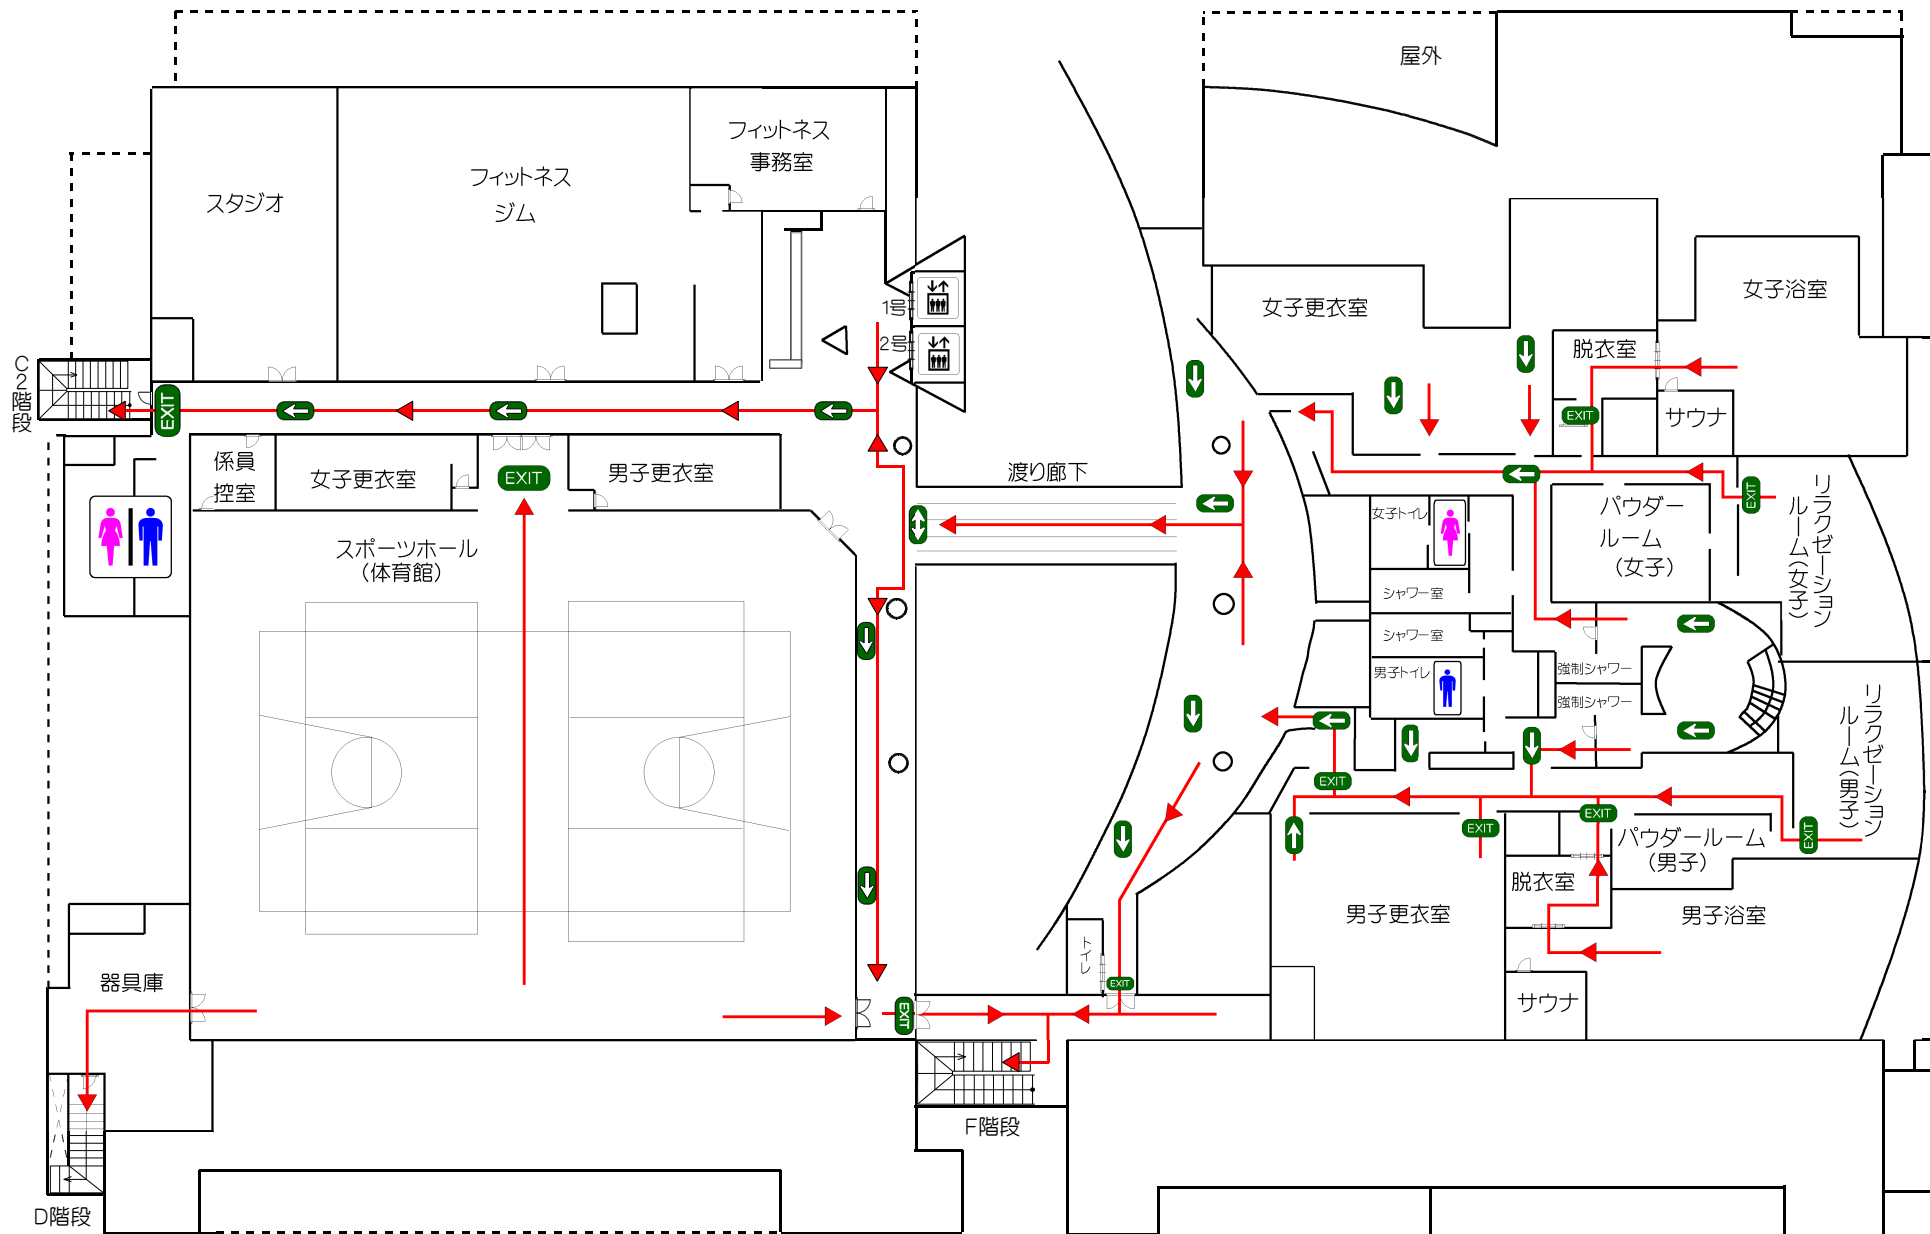 屋外
フィットネス
事務室
スタジオ
フィットネス
ジム
1号
2号
女子更衣室
女子浴室
脱衣室
サウナ
C2階段
EXIT
EXIT
係員
控室
女子更衣室
EXIT
男子更衣室
渡り廊下
女子トイレ
パウダー
ルーム
(女子)
EXIT
リラクゼーション
ルーム(女子)
スポーツホール
(体育館)
シャワー室
シャワー室
男子トイレ
強制シャワー
強制シャワー
リラクゼーション
ルーム(男子)
EXIT
EXIT
EXIT
EXIT
パウダールーム
(男子)
脱衣室
男子更衣室
男子浴室
トイレ
器具庫
EXIT
EXIT
サウナ
F階段
D階段